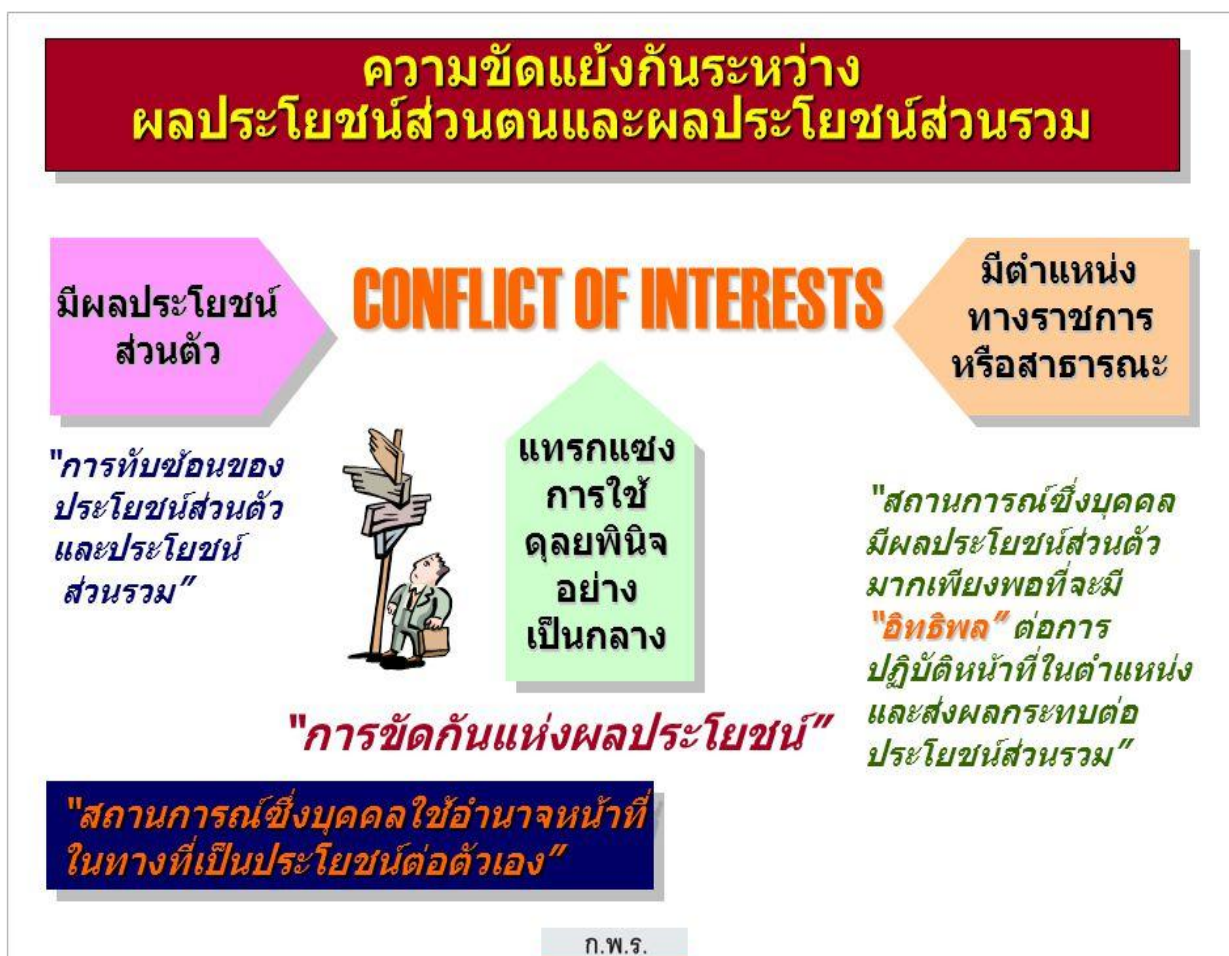 ความขัดแย้งกันระหว่าง
ผลประโยชน์ส่วนตนและผลประโยชน์ส่วนรวม
มีผลประโยชน์
ส่วนตัว
CONFLICT OF INTERESTS
มีตำแหน่ง
ทางราชการ
หรือสาธารณะ
"การทับซ้อนของ
ประโยชน์ส่วนตัว
และประโยชน์
ส่วนรวม"
แทรกแซง
การใช้
ดุลยพินิจ
อย่าง
เป็นกลาง
"สถานการณ์ซึ่งบุคคล
มีผลประโยชน์ส่วนตัว
มากเพียงพอที่จะมี
"อิทธิพล" ต่อการ
ปฏิบัติหน้าที่ในตำแหน่ง
และส่งผลกระทบต่อ
ประโยชน์ส่วนรวม"
"การขัดกันแห่งผลประโยชน์"
"สถานการณ์ซึ่งบุคคลใช้อำนาจหน้าที่
ในทางที่เป็นประโยชน์ต่อตัวเอง"
ก.พ.ร.